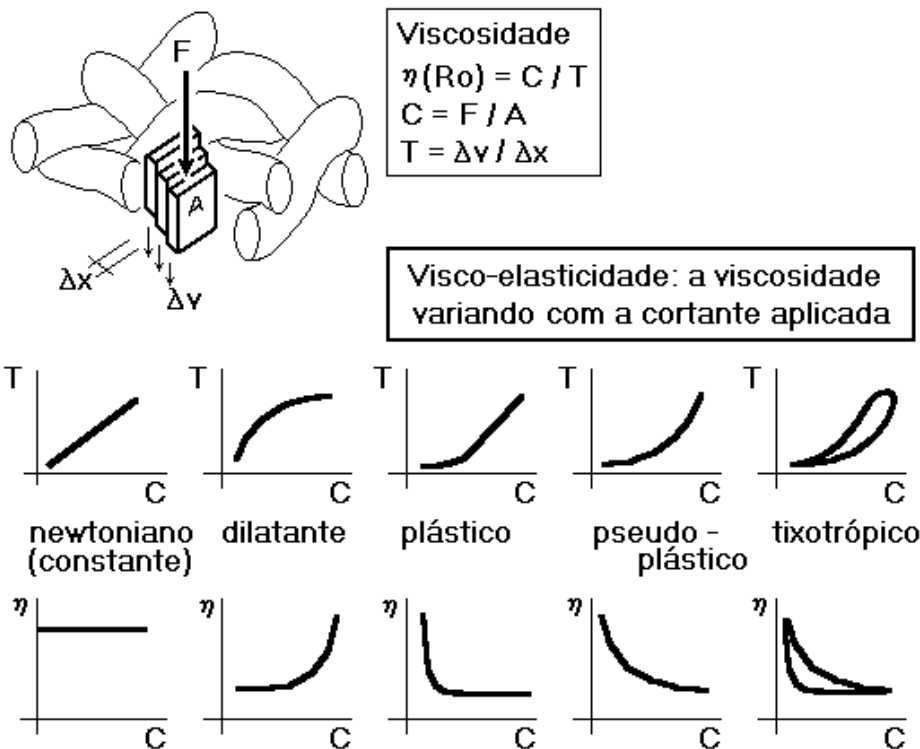 F
A
Δx
Δv
Viscosidade
η(Ro) = C / T
C = F / A
T = Δv / Δx
Visco-elasticidade: a viscosidade
variando com a cortante aplicada
T T T T T
C C C C C
newtoniano dilatante plástico pseudo - tixotrópico
(constante) plástico
η η η η η
C C C C C